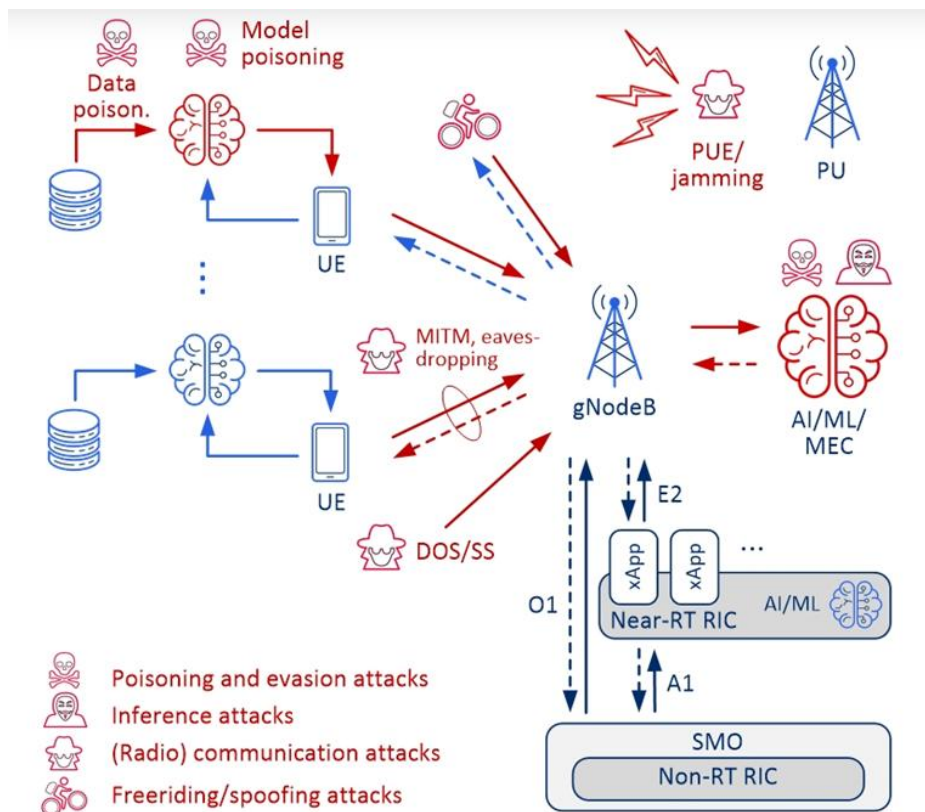 Model
poisoning
Data
poison.
PUE/
jamming
PU
UE
MITM, eaves-
dropping
gNodeB
AI/ML/
MEC
UE
E2
DOS/SS
xApp
xApp
...
O1
AI/ML
Near-RT RIC
A1
Poisoning and evasion attacks
Inference attacks
(Radio) communication attacks
Freeriding/spoofing attacks
SMO
Non-RT RIC